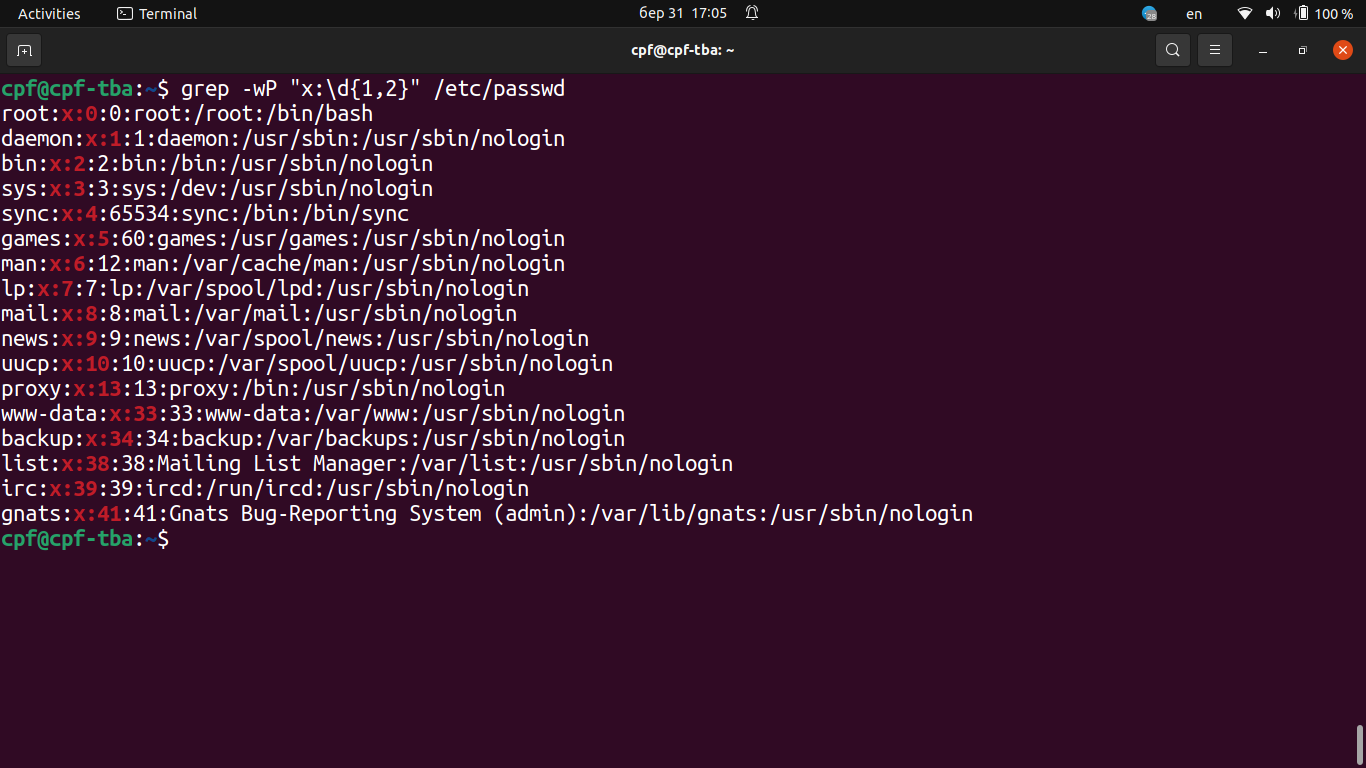 Activities Terminal бер 31 17:05 28 en 100 %
cpf@cpf-tba: ~
cpf@cpf-tba:~$ grep -wP "x:\d{1,2}" /etc/passwd
root:x:0:0:root:/root:/bin/bash
daemon:x:1:1:daemon:/usr/sbin:/usr/sbin/nologin
bin:x:2:2:bin:/bin:/usr/sbin/nologin
sys:x:3:3:sys:/dev:/usr/sbin/nologin
sync:x:4:65534:sync:/bin:/bin/sync
games:x:5:60:games:/usr/games:/usr/sbin/nologin
man:x:6:12:man:/var/cache/man:/usr/sbin/nologin
lp:x:7:7:lp:/var/spool/lpd:/usr/sbin/nologin
mail:x:8:8:mail:/var/mail:/usr/sbin/nologin
news:x:9:9:news:/var/spool/news:/usr/sbin/nologin
uucp:x:10:10:uucp:/var/spool/uucp:/usr/sbin/nologin
proxy:x:13:13:proxy:/bin:/usr/sbin/nologin
www-data:x:33:33:www-data:/var/www:/usr/sbin/nologin
backup:x:34:34:backup:/var/backups:/usr/sbin/nologin
list:x:38:38:Mailing List Manager:/var/list:/usr/sbin/nologin
irc:x:39:39:ircd:/run/ircd:/usr/sbin/nologin
gnats:x:41:41:Gnats Bug-Reporting System (admin):/var/lib/gnats:/usr/sbin/nologin
cpf@cpf-tba:~$